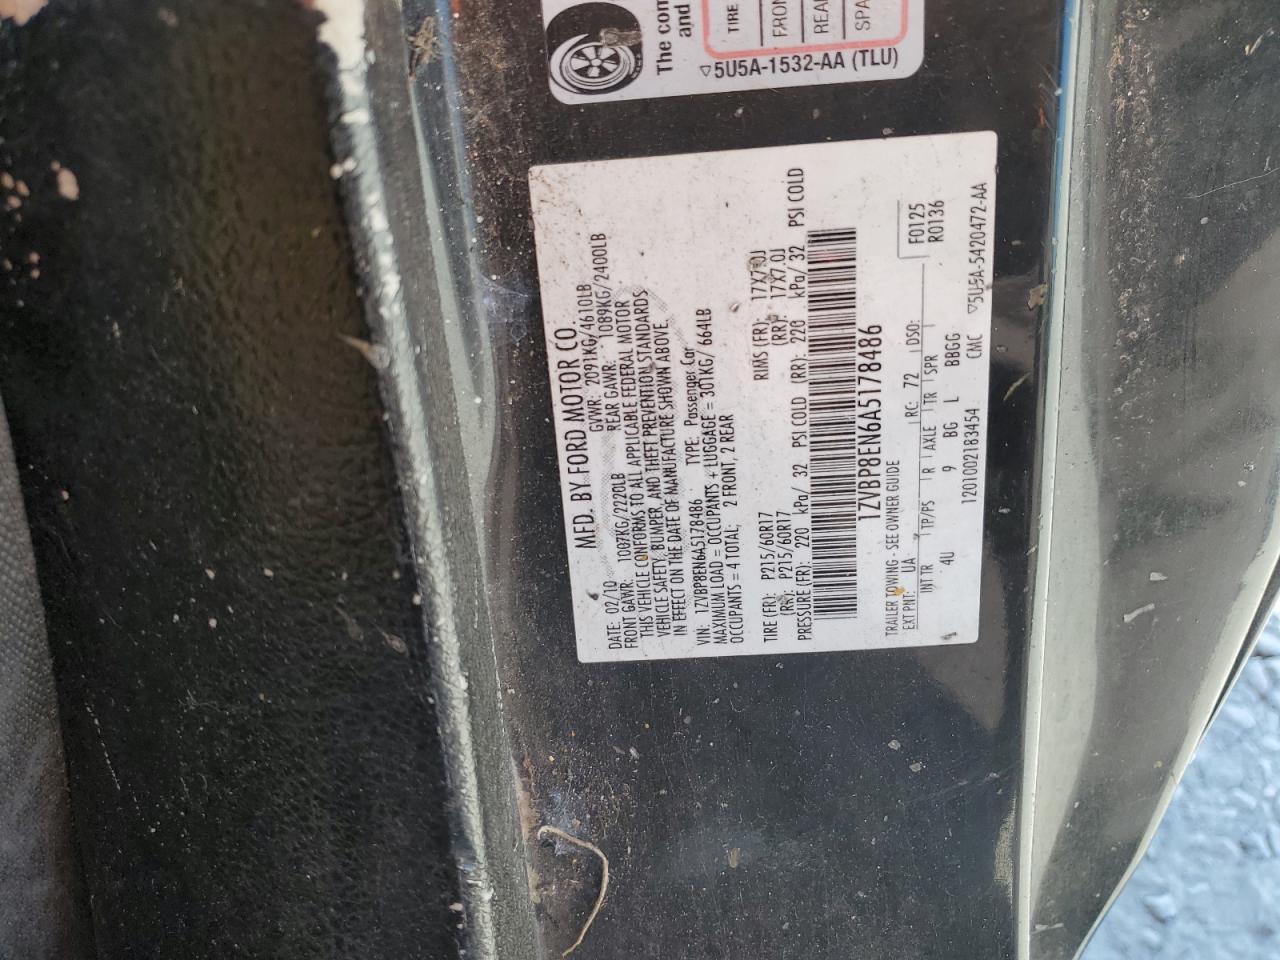 The com
and
TIRE
FRON
REAR
SPA
▽5U5A-1532-AA (TLU)
MFD. BY FORD MOTOR CO.
DATE: 02/10 GVWR: 2091KG/4610LB
FRONT GAWR: 1007KG/2220LB REAR GAWR: 1089KG/2400LB
THIS VEHICLE CONFORMS TO ALL APPLICABLE FEDERAL MOTOR
VEHICLE SAFETY, BUMPER, AND THEFT PREVENTION STANDARDS
IN EFFECT ON THE DATE OF MANUFACTURE SHOWN ABOVE.
VIN: 1ZVBP8EN6A5178486 TYPE: Passenger Car
MAXIMUM LOAD = OCCUPANTS + LUGGAGE = 301KG/ 664LB
OCCUPANTS = 4 TOTAL; 2 FRONT, 2 REAR
TIRE (FR): P215/60R17 RIMS (FR): 17X7.0J
(RR): P215/60R17 (RR): 17X7.0J
PRESSURE (FR): 220 kPa/ 32 PSI COLD (RR): 220 kPa/ 32 PSI COLD
1ZVBP8EN6A5178486
TRAILER TOWING - SEE OWNER GUIDE F0125
EXT PNT: UA RC: 72 DSO: R0136
INT TR TP/PS R AXLE TR SPR
4U 9 BG L BBGG
1201002183454 CMC ▽5U5A-5420472-AA